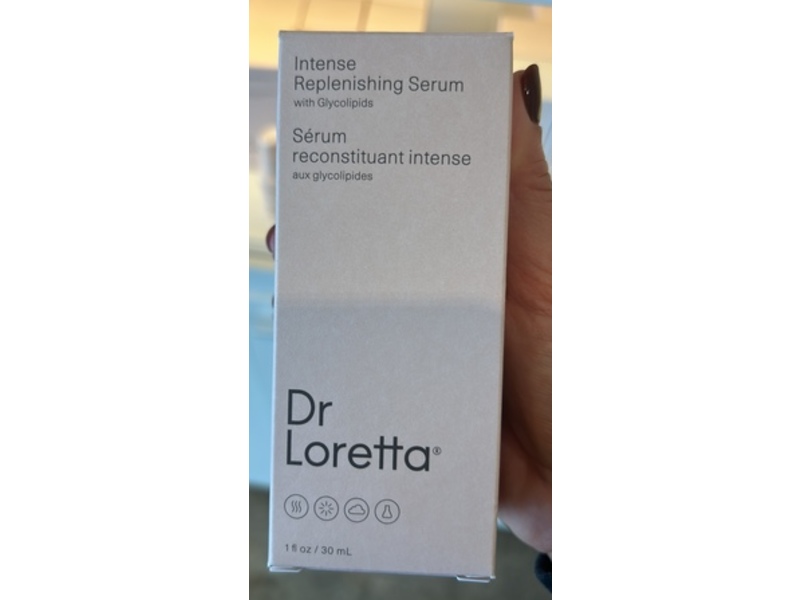 Intense
Replenishing Serum
with Glycolipids
Sérum
reconstituant intense
aux glycolipides
Dr
Loretta®
1 fl oz / 30 mL